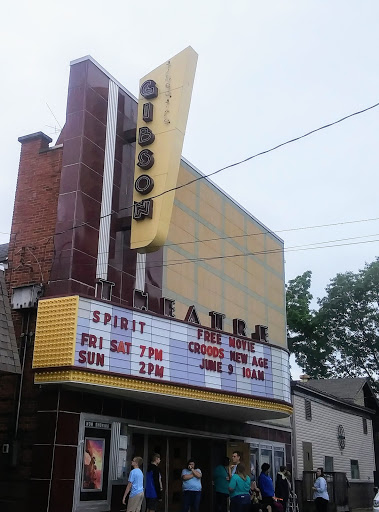 GIBSON
THEATRE
SPIRIT
FRI SAT 7PM
SUN 2PM
FREE MOVIE
CROODS NEW AGE
JUNE 9 10AM